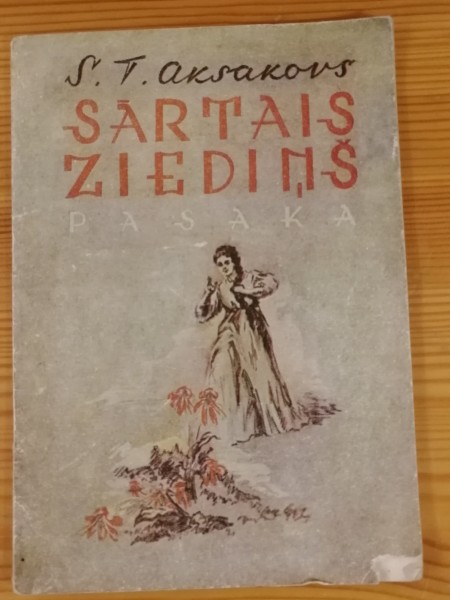 S. T. Aksakovs
SĀRTAIS
ZIEDIŅŠ
PASAKA